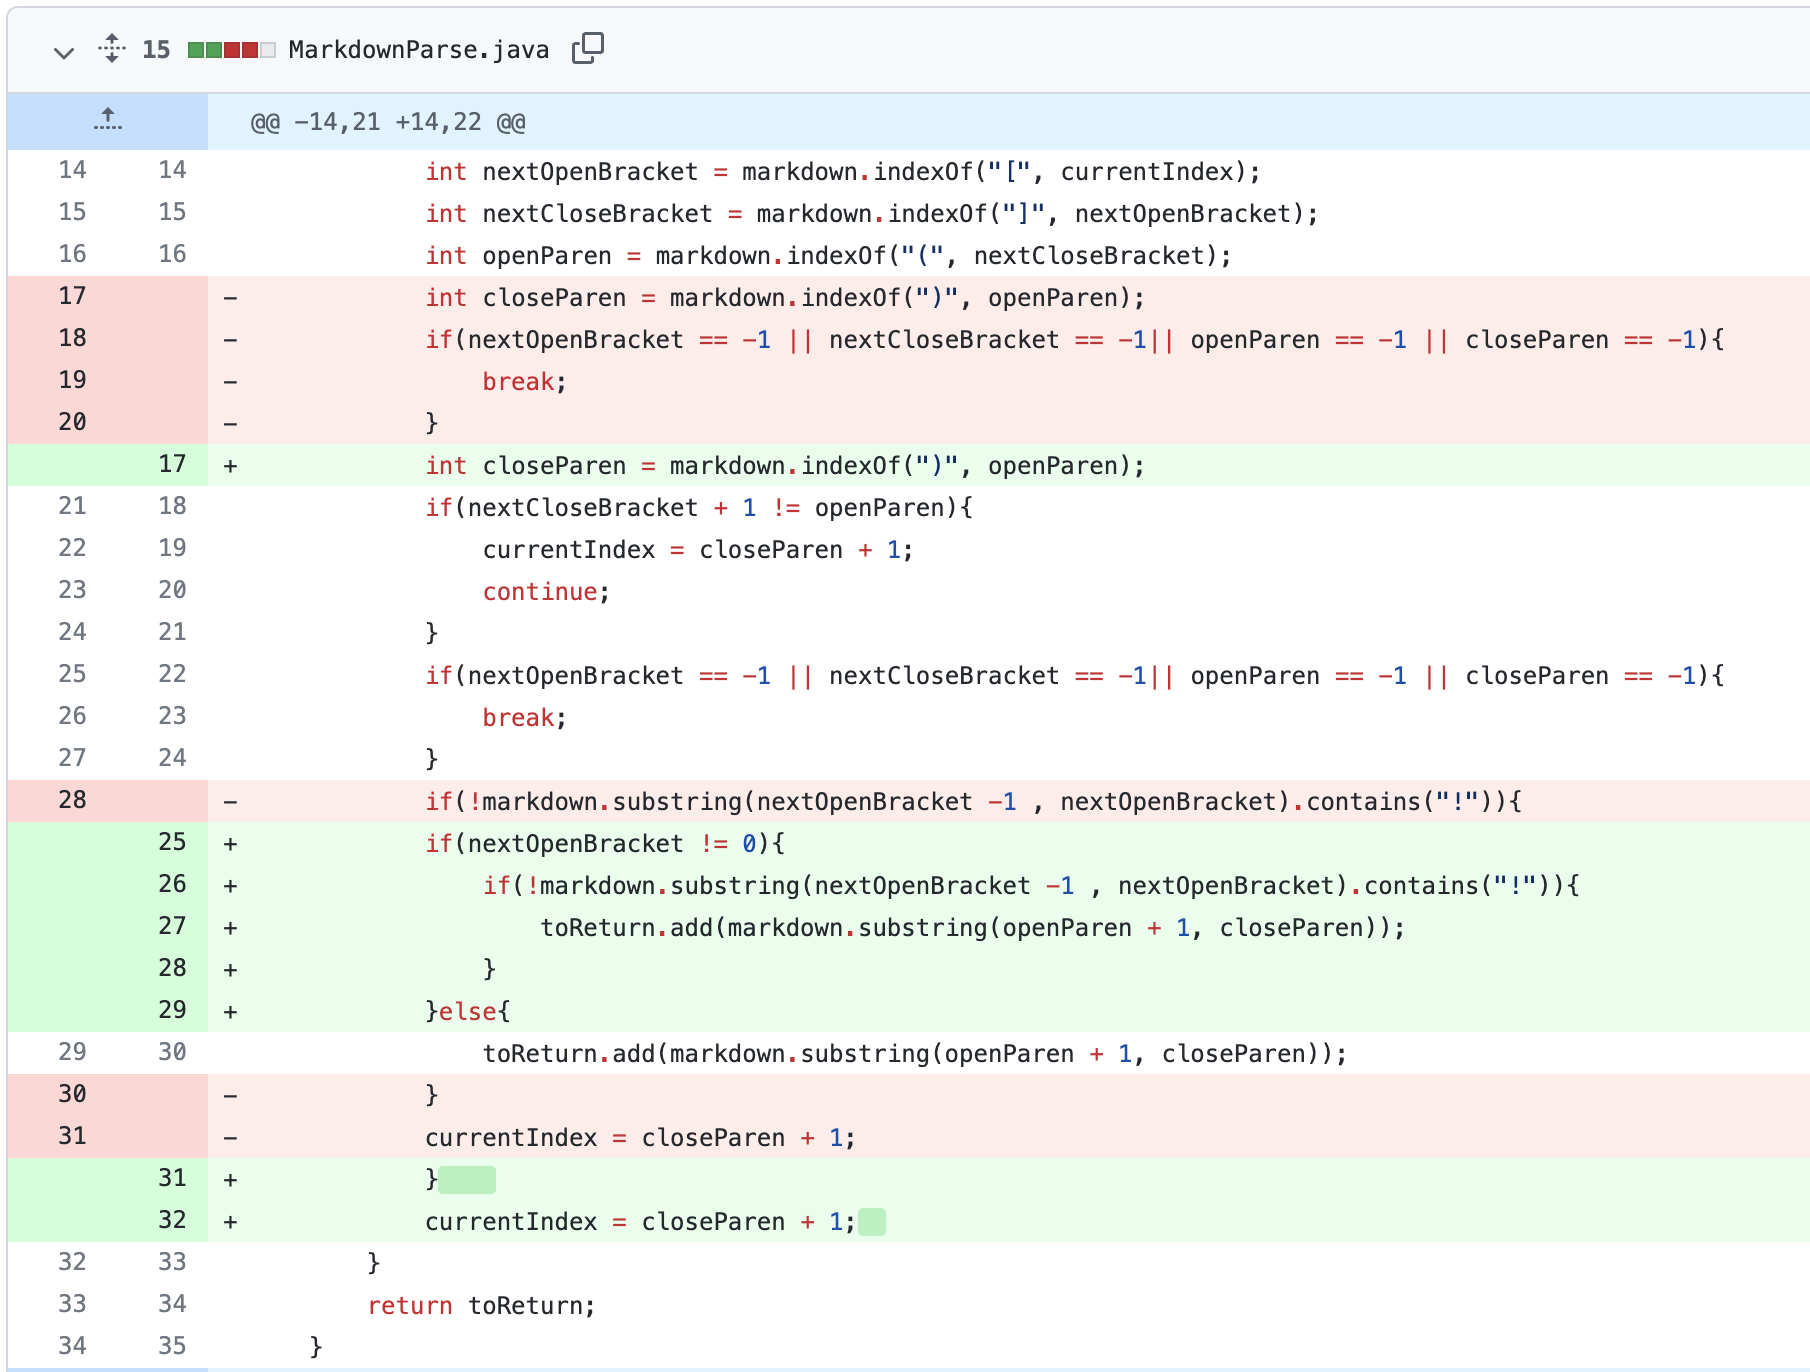 15 MarkdownParse.java
@@ -14,21 +14,22 @@
14 14 int nextOpenBracket = markdown.indexOf("[", currentIndex);
15 15 int nextCloseBracket = markdown.indexOf("]", nextOpenBracket);
16 16 int openParen = markdown.indexOf("(", nextCloseBracket);
17 - int closeParen = markdown.indexOf(")", openParen);
18 - if(nextOpenBracket == -1 || nextCloseBracket == -1|| openParen == -1 || closeParen == -1){
19 - break;
20 - }
17 + int closeParen = markdown.indexOf(")", openParen);
21 18 if(nextCloseBracket + 1 != openParen){
22 19 currentIndex = closeParen + 1;
23 20 continue;
24 21 }
25 22 if(nextOpenBracket == -1 || nextCloseBracket == -1|| openParen == -1 || closeParen == -1){
26 23 break;
27 24 }
28 - if(!markdown.substring(nextOpenBracket -1 , nextOpenBracket).contains("!")){
25 + if(nextOpenBracket != 0){
26 + if(!markdown.substring(nextOpenBracket -1 , nextOpenBracket).contains("!")){
27 + toReturn.add(markdown.substring(openParen + 1, closeParen));
28 + }
29 + }else{
29 30 toReturn.add(markdown.substring(openParen + 1, closeParen));
30 - }
31 - currentIndex = closeParen + 1;
31 + }
32 + currentIndex = closeParen + 1;
32 33 }
33 34 return toReturn;
34 35 }